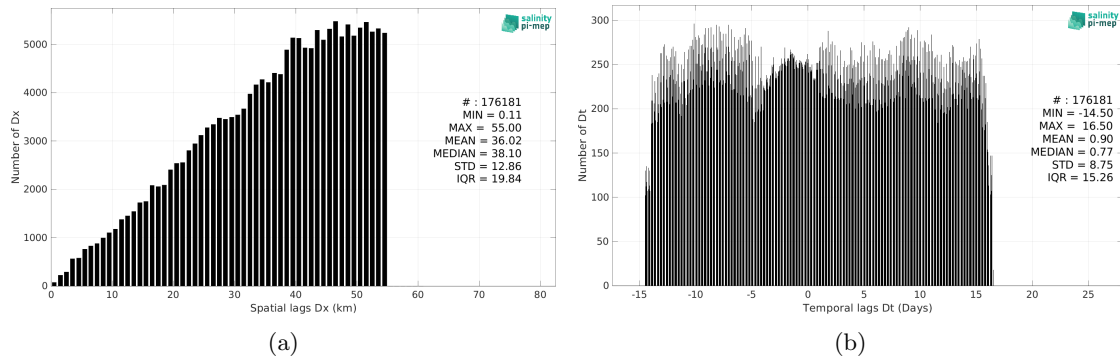 salinity
pi-mep
Number of Dx
5000
4000
3000
2000
1000
0
# : 176181
MIN = 0.11
MAX = 55.00
MEAN = 36.02
MEDIAN = 38.10
STD = 12.86
IQR = 19.84
0 10 20 30 40 50 60 70 80
Spatial lags Dx (km)
(a)
salinity
pi-mep
Number of Dt
300
250
200
150
100
50
0
# : 176181
MIN = -14.50
MAX = 16.50
MEAN = 0.90
MEDIAN = 0.77
STD = 8.75
IQR = 15.26
-15 -10 -5 0 5 10 15 20 25
Temporal lags Dt (Days)
(b)